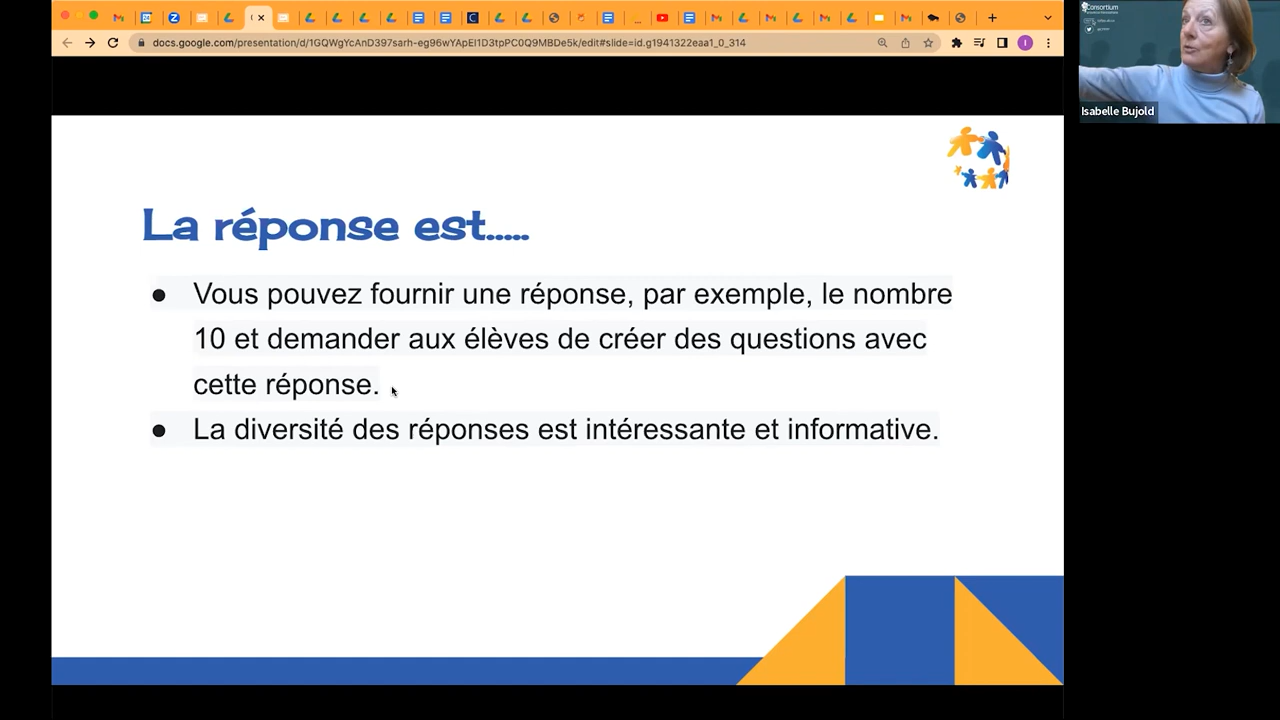 docs.google.com/presentation/d/1GQWgYcAnD397sarh-eg96wYApEI1D3tpPC0Q9MBDe5k/edit#slide=id.g1941322eaa1_0_314
Consortium
Isabelle Bujold
La réponse est.....
● Vous pouvez fournir une réponse, par exemple, le nombre
10 et demander aux élèves de créer des questions avec
cette réponse.
● La diversité des réponses est intéressante et informative.